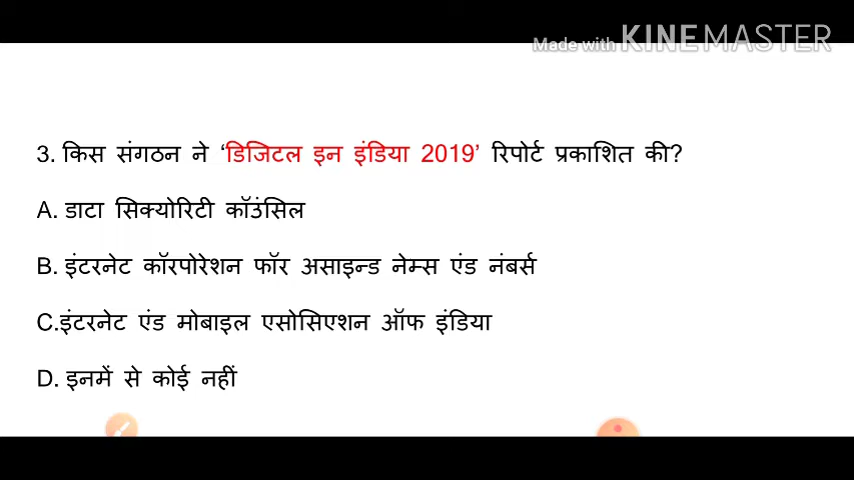 Made with KINEMASTER
3. किस संगठन ने ‘डिजिटल इन इंडिया 2019’ रिपोर्ट प्रकाशित की?
A. डाटा सिक्योरिटी कॉउंसिल
B. इंटरनेट कॉरपोरेशन फॉर असाइन्ड नेम्स एंड नंबर्स
C.इंटरनेट एंड मोबाइल एसोसिएशन ऑफ इंडिया
D. इनमें से कोई नहीं